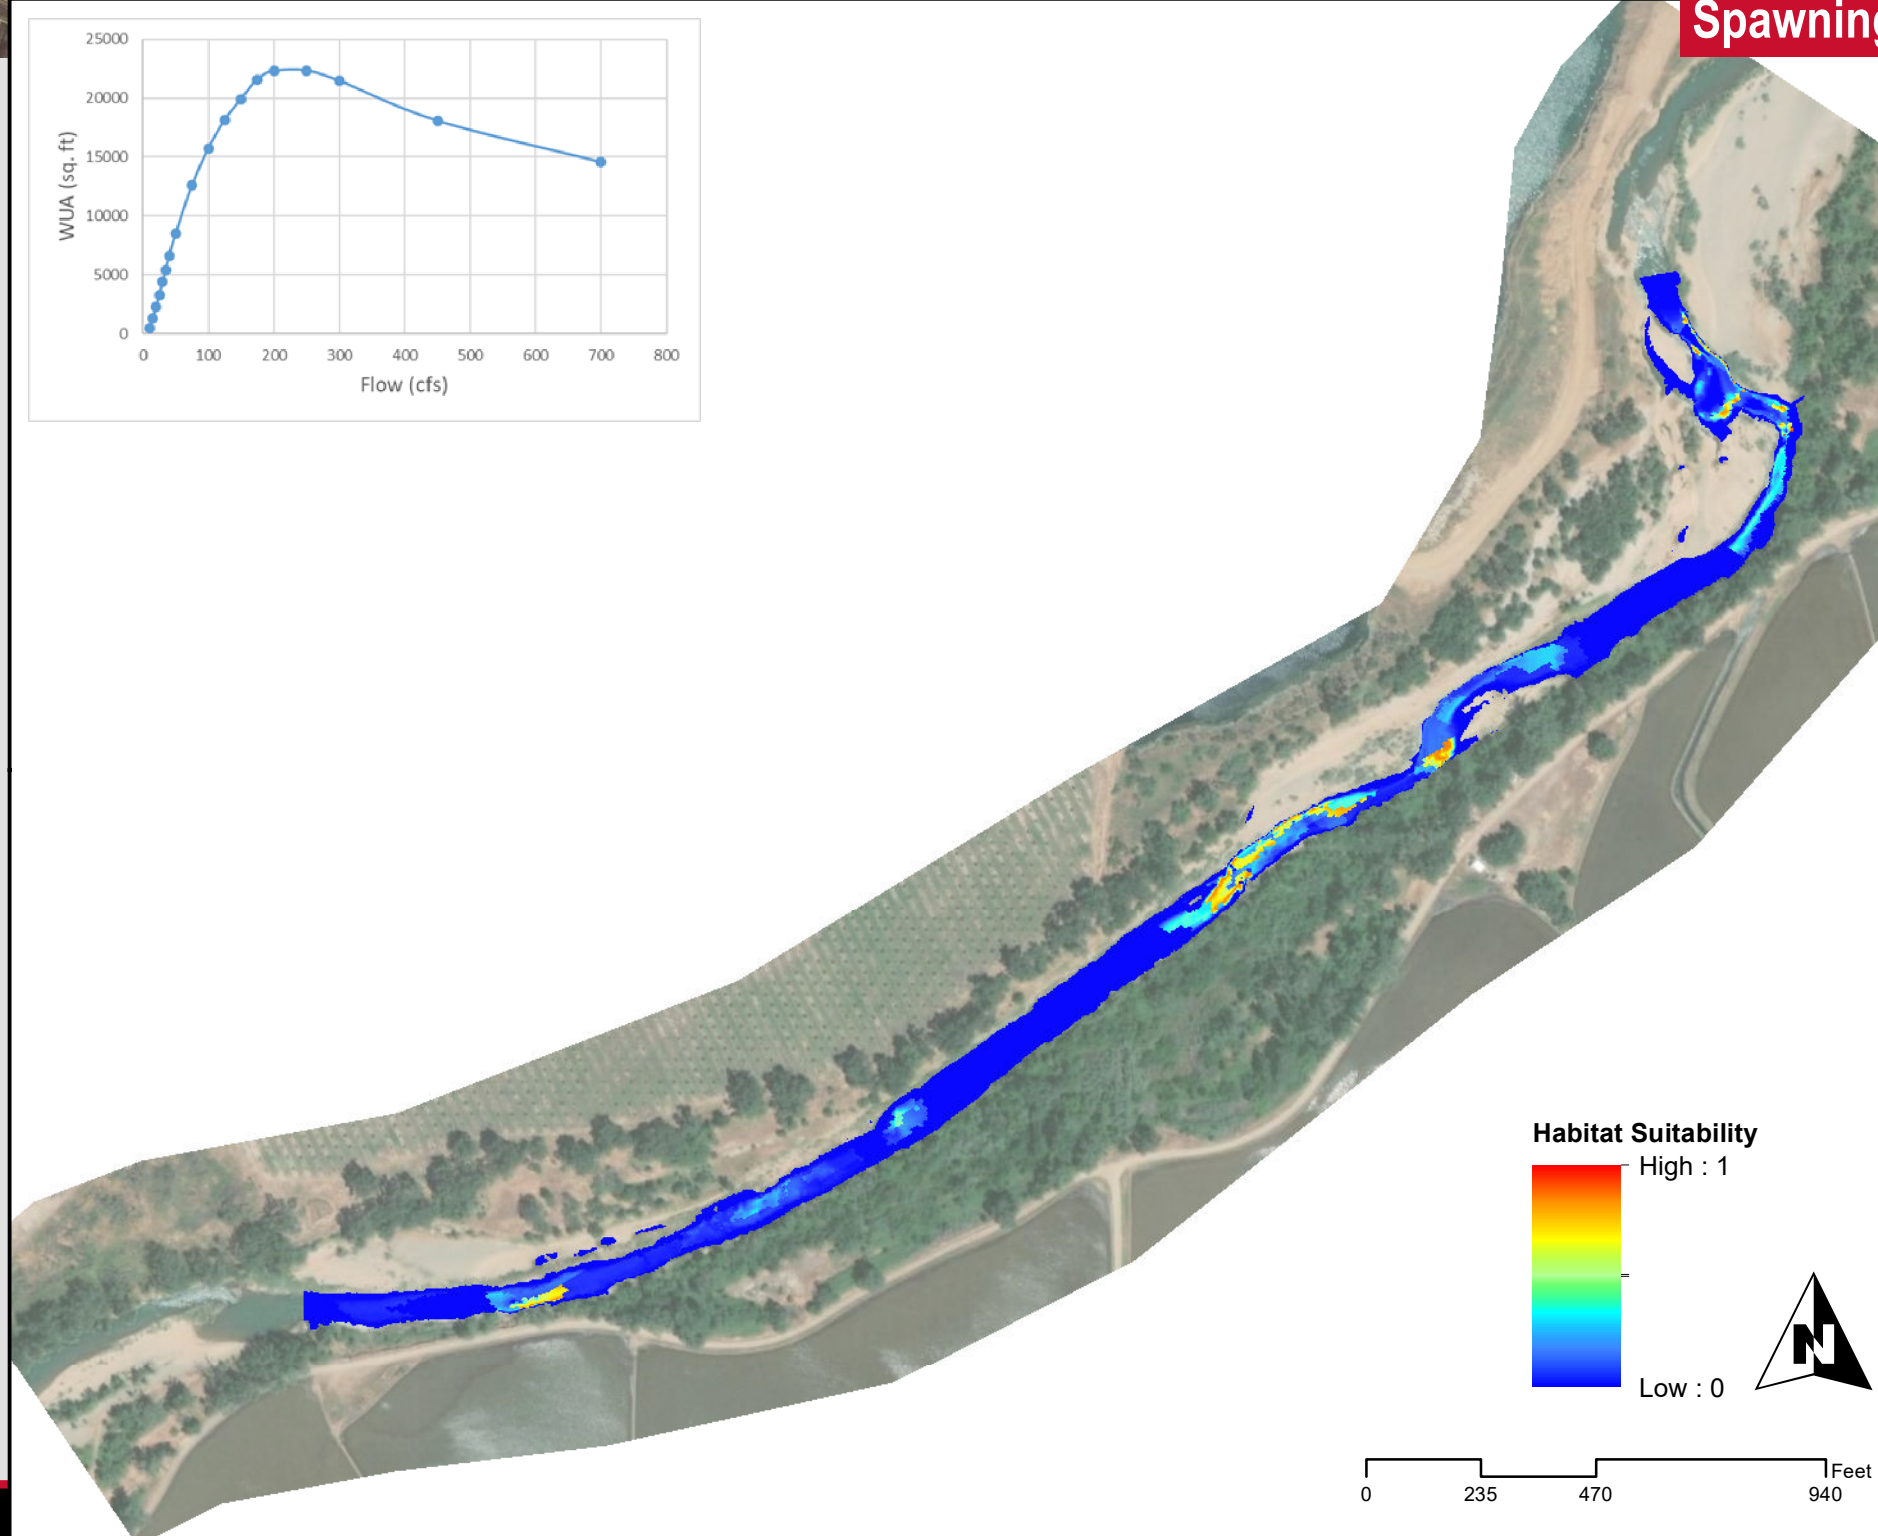 Spawning
25000
20000
15000
10000
5000
0
WUA (sq. ft)
0 100 200 300 400 500 600 700 800
Flow (cfs)
Habitat Suitability
High : 1
Low : 0
N
Feet
0 235 470 940